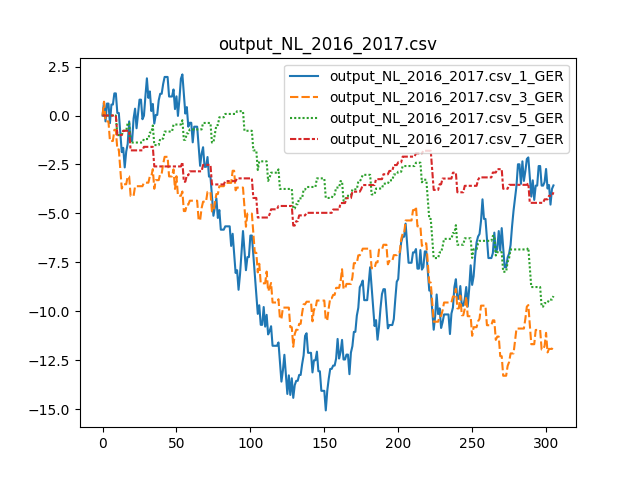 output_NL_2016_2017.csv
output_NL_2016_2017.csv_1_GER
output_NL_2016_2017.csv_3_GER
output_NL_2016_2017.csv_5_GER
output_NL_2016_2017.csv_7_GER
2.5
0.0
−2.5
−5.0
−7.5
−10.0
−12.5
−15.0
0 50 100 150 200 250 300